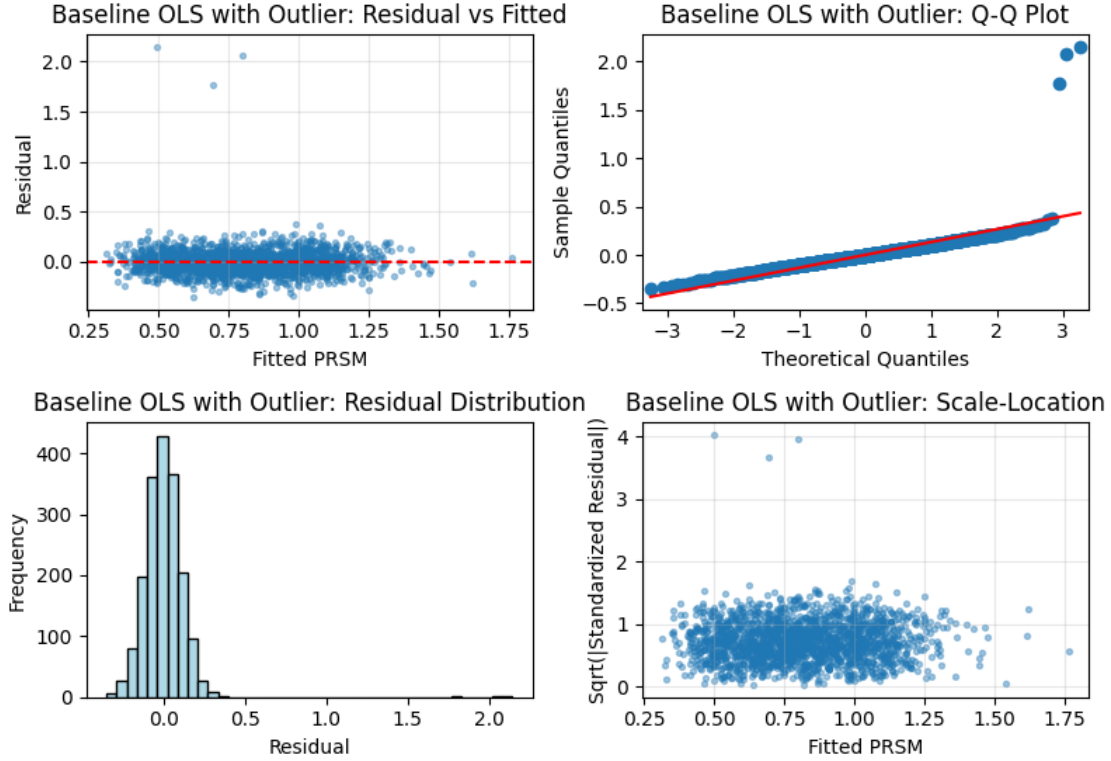 Baseline OLS with Outlier: Residual vs Fitted
2.0
1.5
1.0
0.5
0.0
Residual
0.25 0.50 0.75 1.00 1.25 1.50 1.75
Fitted PRSM
Baseline OLS with Outlier: Q-Q Plot
2.0
1.5
1.0
0.5
0.0
−0.5
Sample Quantiles
−3 −2 −1 0 1 2 3
Theoretical Quantiles
Baseline OLS with Outlier: Residual Distribution
400
300
200
100
0
Frequency
0.0 0.5 1.0 1.5 2.0
Residual
Baseline OLS with Outlier: Scale-Location
4
3
2
1
0
Sqrt(|Standardized Residual|)
0.25 0.50 0.75 1.00 1.25 1.50 1.75
Fitted PRSM